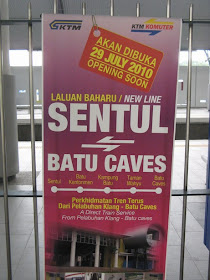 KTM
KTM KOMUTER
AKAN DIBUKA
29 JULY 2010
OPENING SOON
LALUAN BAHARU / NEW LINE
SENTUL
BATU CAVES
Sentul
Batu Kentonmen
Kampung Batu
Taman Wahyu
Batu Caves
Perkhidmatan Tren Terus
Dari Pelabuhan Klang - Batu Caves
A Direct Train Service
From Pelabuhan Klang - Batu caves